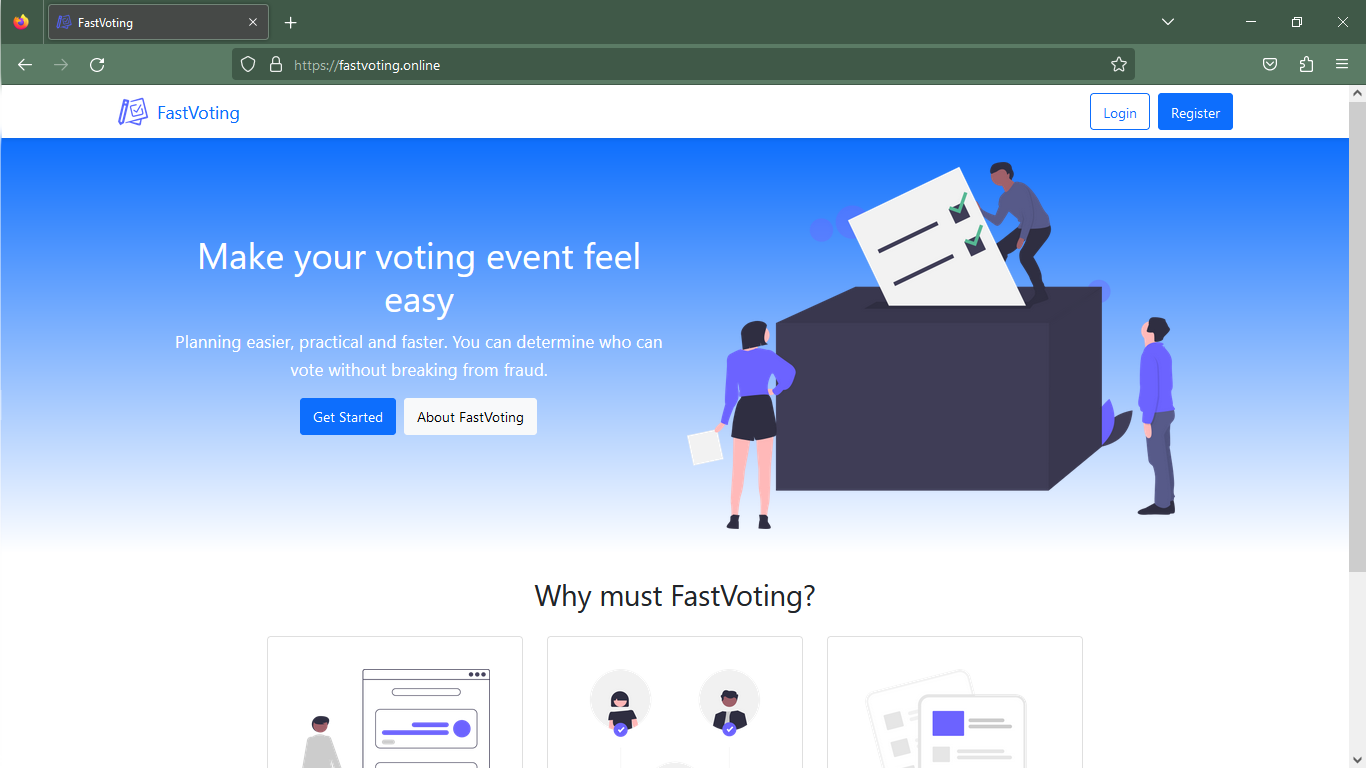 FastVoting
https://fastvoting.online
FastVoting
Login
Register
Make your voting event feel
easy
Planning easier, practical and faster. You can determine who can
vote without breaking from fraud.
Get Started
About FastVoting
Why must FastVoting?